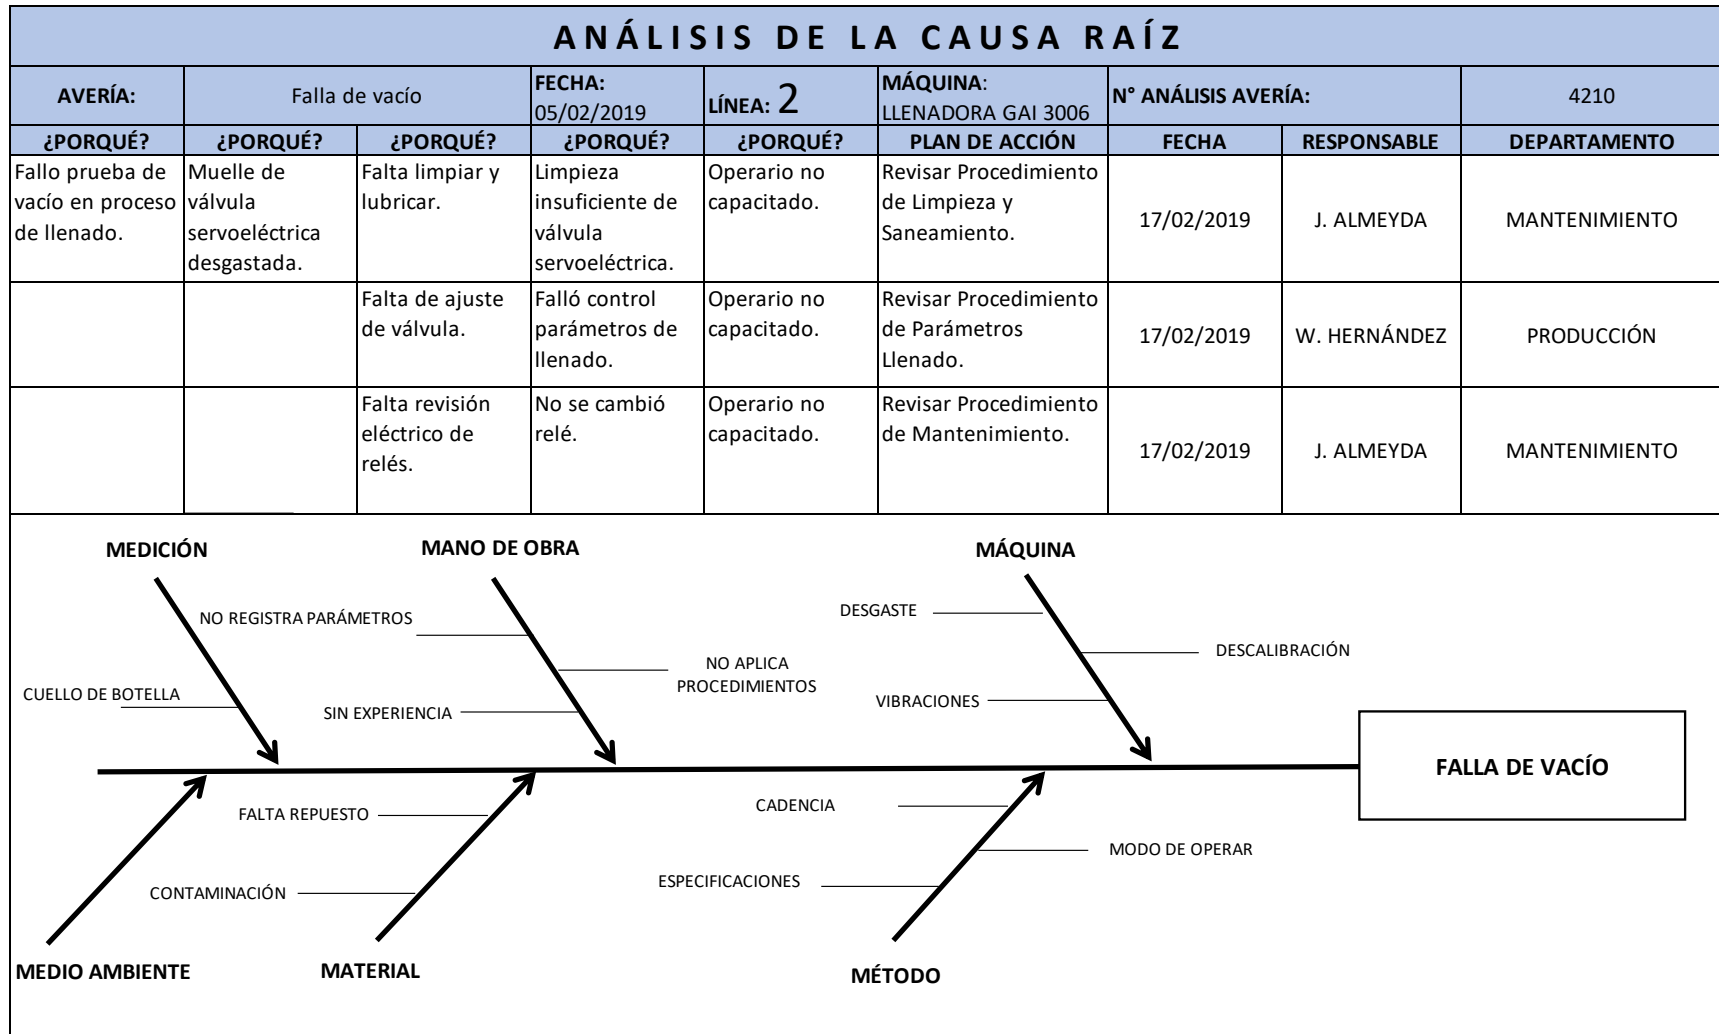 ANÁLISIS DE LA CAUSA RAÍZ
AVERÍA:
Falla de vacío
FECHA:
05/02/2019
LÍNEA: 2
MÁQUINA:
LLENADORA GAI 3006
N° ANÁLISIS AVERÍA:
4210
¿PORQUÉ?
¿PORQUÉ?
¿PORQUÉ?
¿PORQUÉ?
¿PORQUÉ?
PLAN DE ACCIÓN
FECHA
RESPONSABLE
DEPARTAMENTO
Fallo prueba de
vacío en proceso
de llenado.
Muelle de
válvula
servoeléctrica
desgastada.
Falta limpiar y
lubricar.
Limpieza
insuficiente de
válvula
servoeléctrica.
Operario no
capacitado.
Revisar Procedimiento
de Limpieza y
Saneamiento.
17/02/2019
J. ALMEYDA
MANTENIMIENTO
Falta de ajuste
de válvula.
Falló control
parámetros de
llenado.
Operario no
capacitado.
Revisar Procedimiento
de Parámetros
Llenado.
17/02/2019
W. HERNÁNDEZ
PRODUCCIÓN
Falta revisión
eléctrico de
relés.
No se cambió
relé.
Operario no
capacitado.
Revisar Procedimiento
de Mantenimiento.
17/02/2019
J. ALMEYDA
MANTENIMIENTO
MEDICIÓN
MANO DE OBRA
MÁQUINA
NO REGISTRA PARÁMETROS
DESGASTE
DESCALIBRACIÓN
NO APLICA
PROCEDIMIENTOS
CUELLO DE BOTELLA
SIN EXPERIENCIA
VIBRACIONES
FALLA DE VACÍO
FALTA REPUESTO
CADENCIA
MODO DE OPERAR
CONTAMINACIÓN
ESPECIFICACIONES
MEDIO AMBIENTE
MATERIAL
MÉTODO